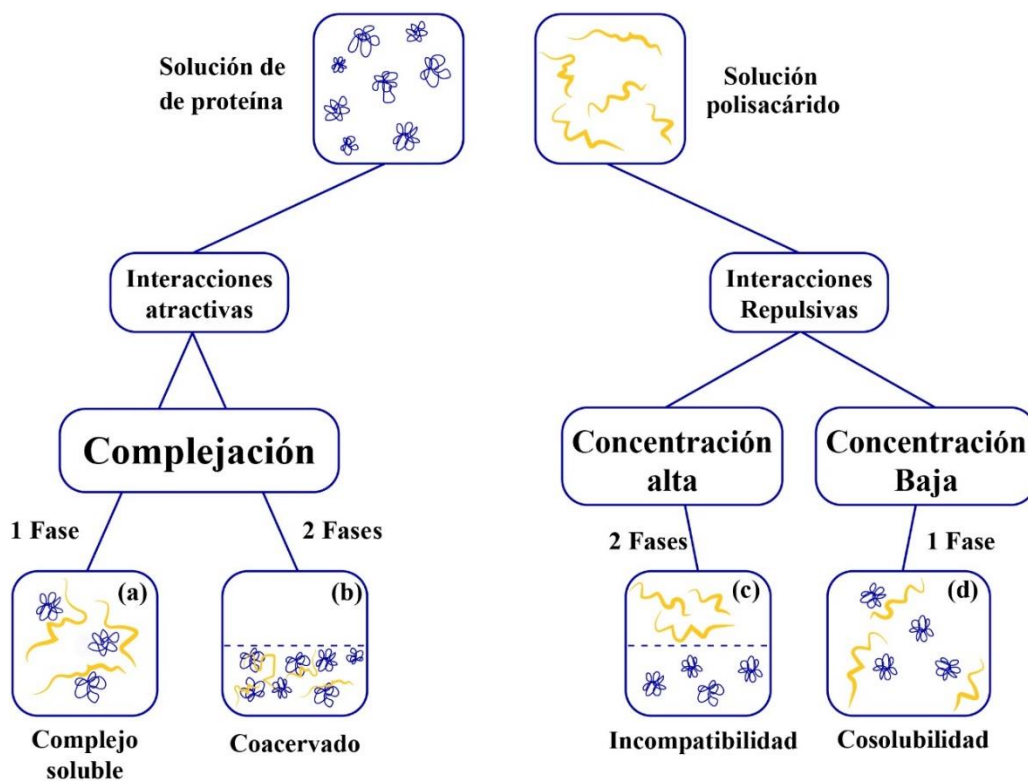 Solución de
de proteína
Solución
polisacárido
Interacciones
atractivas
Interacciones
Repulsivas
Complejación
Concentración
alta
Concentración
Baja
1 Fase
2 Fases
2 Fases
1 Fase
(a)
(b)
(c)
(d)
Complejo
soluble
Coacervado
Incompatibilidad
Cosolubilidad